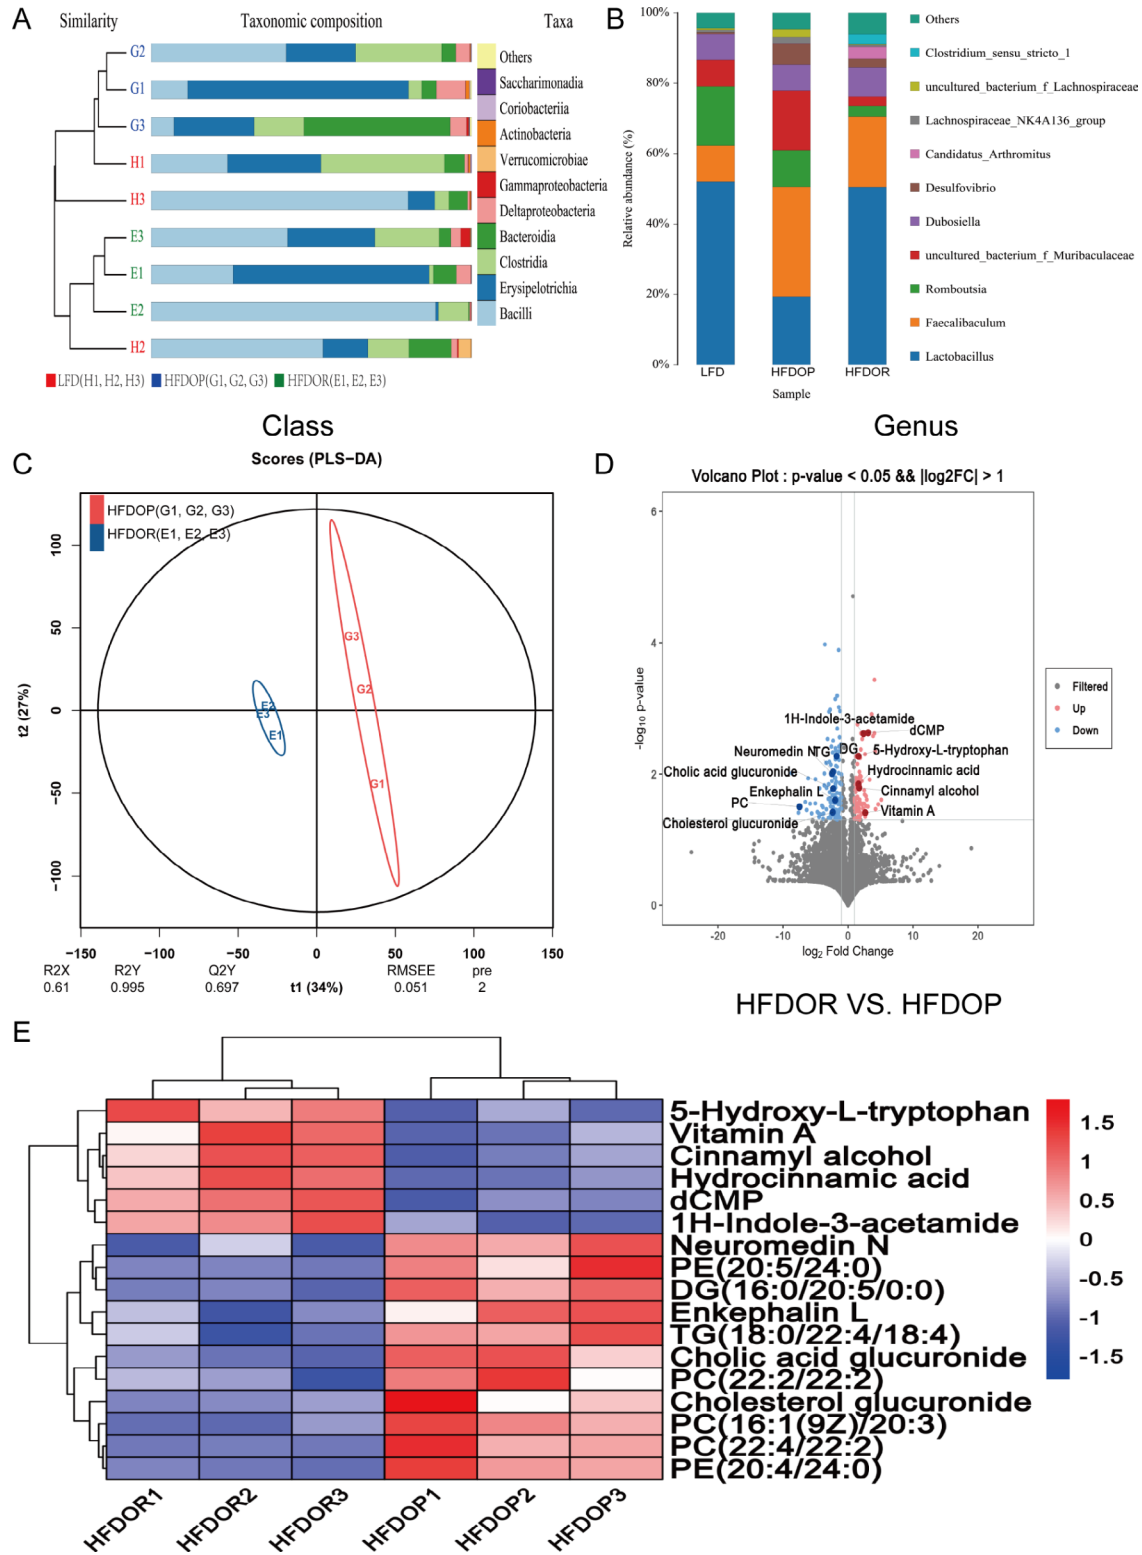 A
Similarity
Taxonomic composition
Taxa
G2
G1
G3
H1
H3
E3
E1
E2
H2
Others
Saccharimonadia
Coriobacteriia
Actinobacteria
Verrucomicrobiae
Gammaproteobacteria
Deltaproteobacteria
Bacteroidia
Clostridia
Erysipelotrichia
Bacilli
LFD(H1, H2, H3) HFDOP(G1, G2, G3) HFDOR(E1, E2, E3)
Class
B
Relative abundance (%)
100%
80%
60%
40%
20%
0%
LFD HFDOP HFDOR
Sample
Others
Clostridium_sensu_stricto_1
uncultured_bacterium_f_Lachnospiraceae
Lachnospiraceae_NK4A136_group
Candidatus_Arthromitus
Desulfovibrio
Dubosiella
uncultured_bacterium_f_Muribaculaceae
Romboutsia
Faecalibaculum
Lactobacillus
Genus
C
Scores (PLS-DA)
HFDOP(G1, G2, G3)
HFDOR(E1, E2, E3)
t2 (27%)
100
50
0
-50
-100
G3
G2
G1
E2
E3
E1
-150 -100 -50 0 50 100 150
R2X R2Y Q2Y RMSEE pre
0.61 0.995 0.697 t1 (34%) 0.051 2
D
Volcano Plot : p-value < 0.05 && |log2FC| > 1
-log10 p-value
6
4
2
0
1H-Indole-3-acetamide
dCMP
Neuromedin N
TG
DG
5-Hydroxy-L-tryptophan
Cholic acid glucuronide
Hydrocinnamic acid
Enkephalin L
Cinnamyl alcohol
PC
Vitamin A
Cholesterol glucuronide
-20 -10 0 10 20
log2 Fold Change
Filtered
Up
Down
HFDOR VS. HFDOP
E
5-Hydroxy-L-tryptophan
Vitamin A
Cinnamyl alcohol
Hydrocinnamic acid
dCMP
1H-Indole-3-acetamide
Neuromedin N
PE(20:5/24:0)
DG(16:0/20:5/0:0)
Enkephalin L
TG(18:0/22:4/18:4)
Cholic acid glucuronide
PC(22:2/22:2)
Cholesterol glucuronide
PC(16:1(9Z)/20:3)
PC(22:4/22:2)
PE(20:4/24:0)
1.5
1
0.5
0
-0.5
-1
-1.5
HFDOR1 HFDOR2 HFDOR3 HFDOP1 HFDOP2 HFDOP3